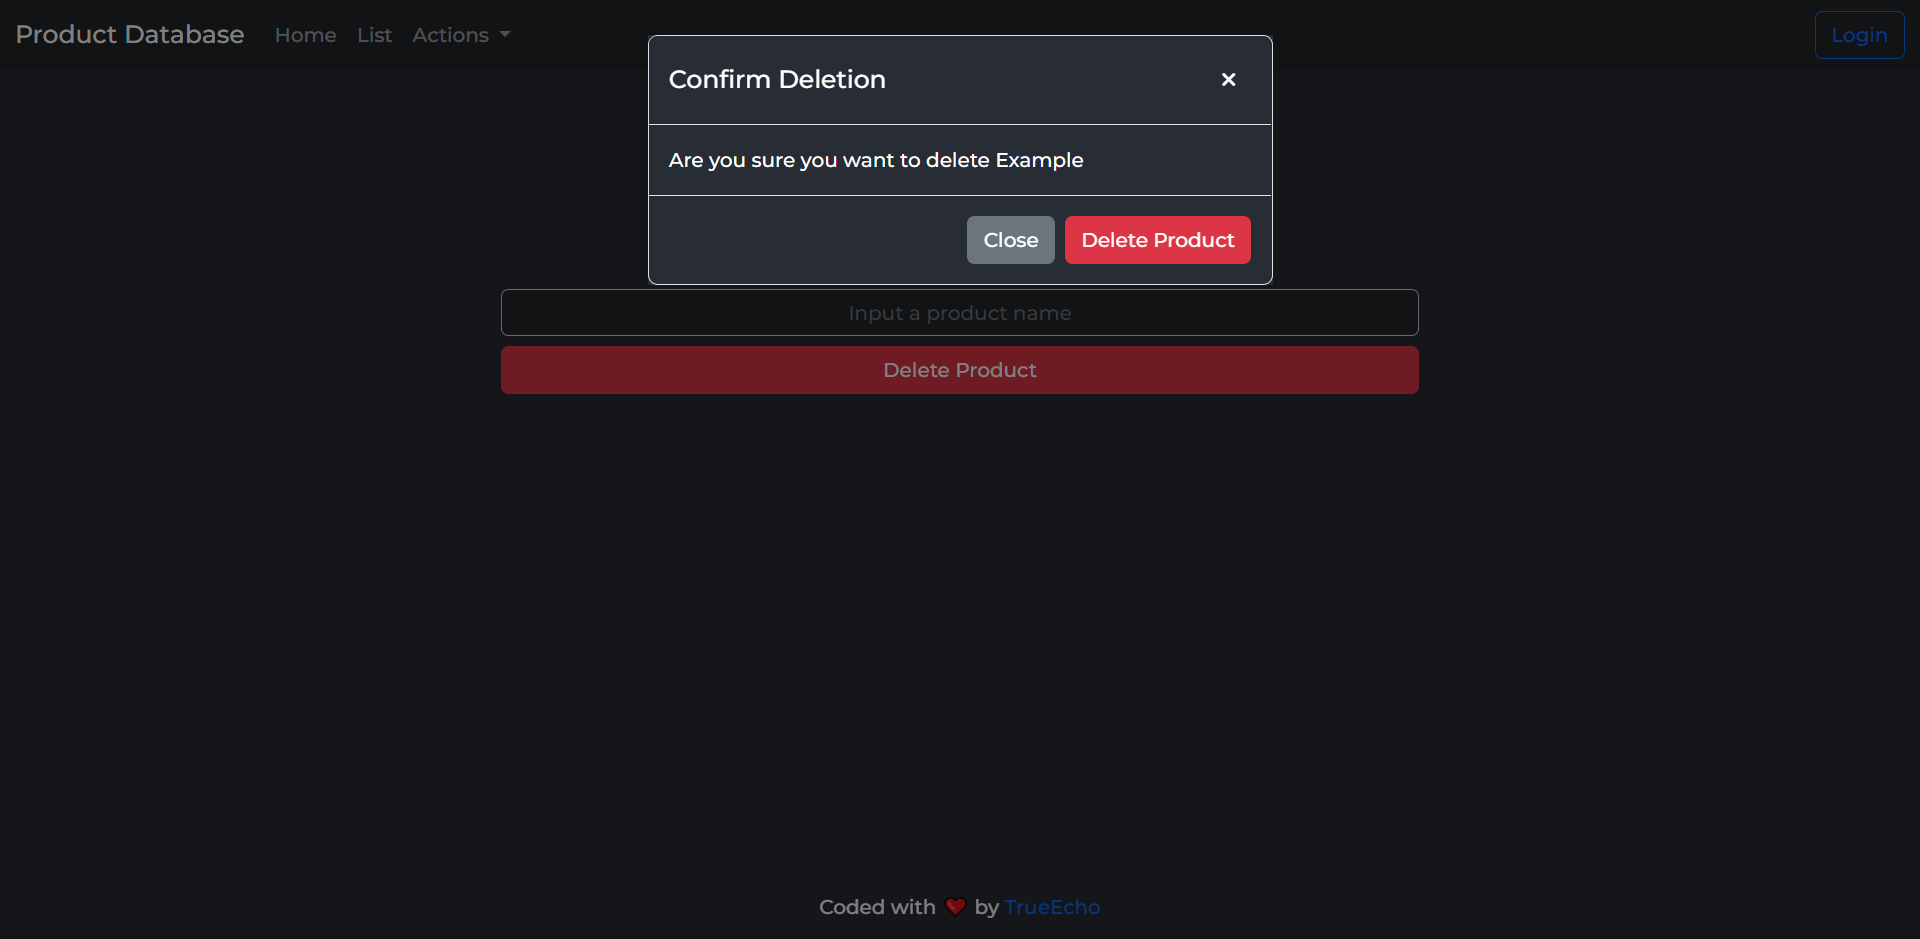 Product Database Home List Actions Login
Confirm Deletion
Are you sure you want to delete Example
Close Delete Product
Input a product name
Delete Product
Coded with ❤️ by TrueEcho